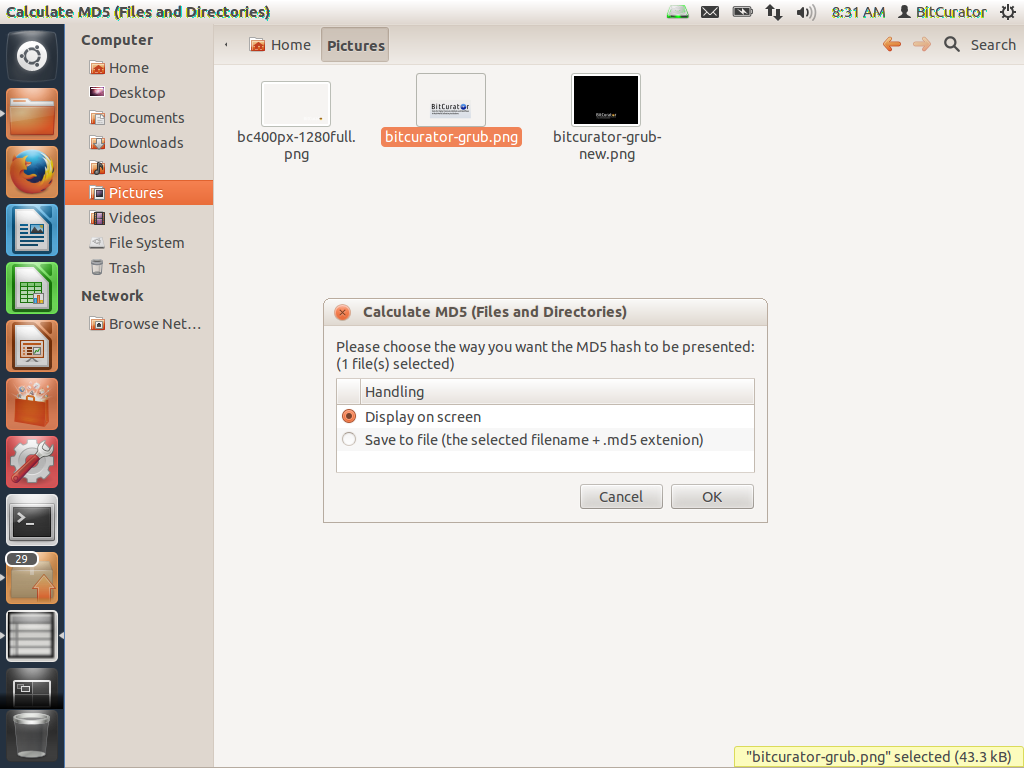 Calculate MD5 (Files and Directories)
8:31 AM
BitCurator
Computer
Home
Desktop
Documents
Downloads
Music
Pictures
Videos
File System
Trash
Network
Browse Net...
Home
Pictures
Search
bc400px-1280full.
png
BitCurator
bitcurator-grub.png
BitCurator
bitcurator-grub-
new.png
Calculate MD5 (Files and Directories)
Please choose the way you want the MD5 hash to be presented:
(1 file(s) selected)
Handling
Display on screen
Save to file (the selected filename + .md5 extenion)
Cancel
OK
29
"bitcurator-grub.png" selected (43.3 kB)